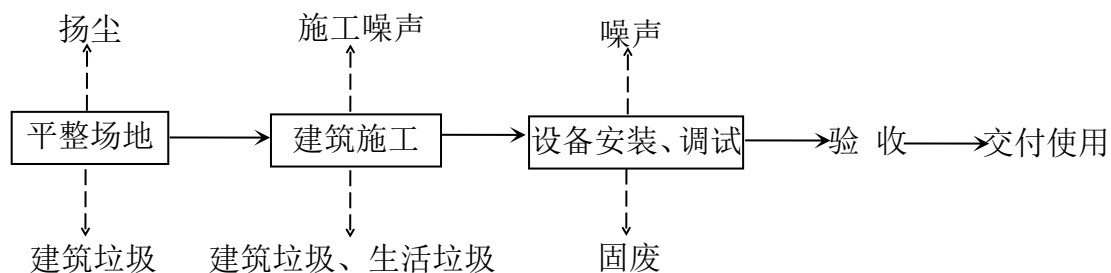 扬尘
施工噪声
噪声
平整场地
建筑施工
设备安装、调试
验 收
交付使用
建筑垃圾
建筑垃圾、生活垃圾
固废